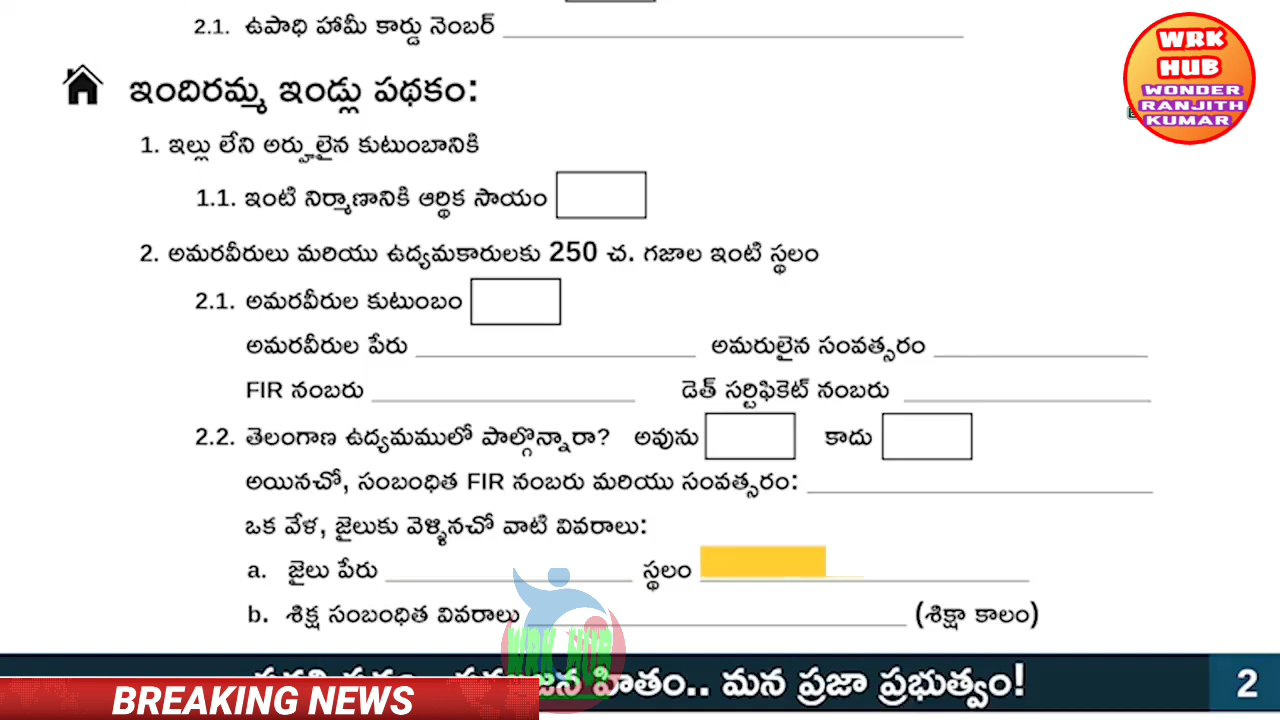 2.1. ఉపాధి హామీ కార్డు నెంబర్
WRK
HUB
WONDER
RANJITH
KUMAR
ఇందిరమ్మ ఇండ్లు పథకం:
1. ఇల్లు లేని అర్హులైన కుటుంబానికి
1.1. ఇంటి నిర్మాణానికి ఆర్థిక సాయం
2. అమరవీరులు మరియు ఉద్యమకారులకు 250 చ. గజాల ఇంటి స్థలం
2.1. అమరవీరుల కుటుంబం
అమరవీరుల పేరు అమరులైన సంవత్సరం
FIR నంబరు డెత్ సర్టిఫికెట్ నంబరు
2.2. తెలంగాణ ఉద్యమములో పాల్గొన్నారా? అవును కాదు
అయినచో, సంబంధిత FIR నంబరు మరియు సంవత్సరం:
ఒక వేళ, జైలుకు వెళ్ళినచో వాటి వివరాలు:
a. జైలు పేరు స్థలం
b. శిక్ష సంబంధిత వివరాలు (శిక్షా కాలం)
WRK HUB
హితం.. మన ప్రజా ప్రభుత్వం! 2
BREAKING NEWS